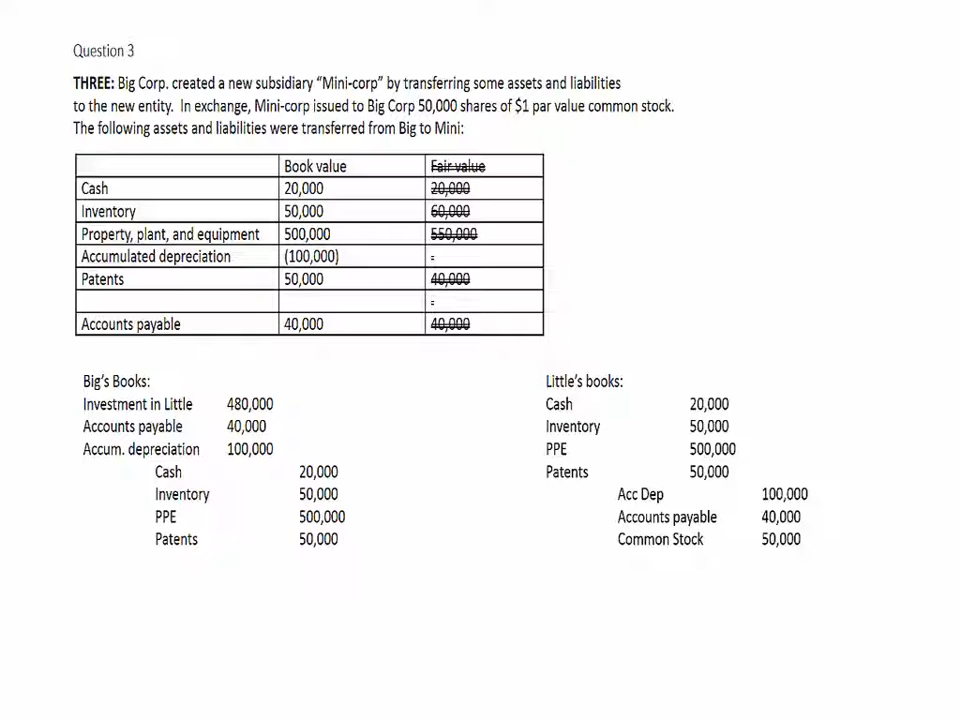 Question 3
THREE: Big Corp. created a new subsidiary “Mini-corp” by transferring some assets and liabilities
to the new entity. In exchange, Mini-corp issued to Big Corp 50,000 shares of $1 par value common stock.
The following assets and liabilities were transferred from Big to Mini:
Book value Fair value
Cash 20,000 20,000
Inventory 50,000 60,000
Property, plant, and equipment 500,000 550,000
Accumulated depreciation (100,000) -
Patents 50,000 40,000
-
Accounts payable 40,000 40,000
Big’s Books:
Investment in Little 480,000
Accounts payable 40,000
Accum. depreciation 100,000
Cash 20,000
Inventory 50,000
PPE 500,000
Patents 50,000
Little’s books:
Cash 20,000
Inventory 50,000
PPE 500,000
Patents 50,000
Acc Dep 100,000
Accounts payable 40,000
Common Stock 50,000